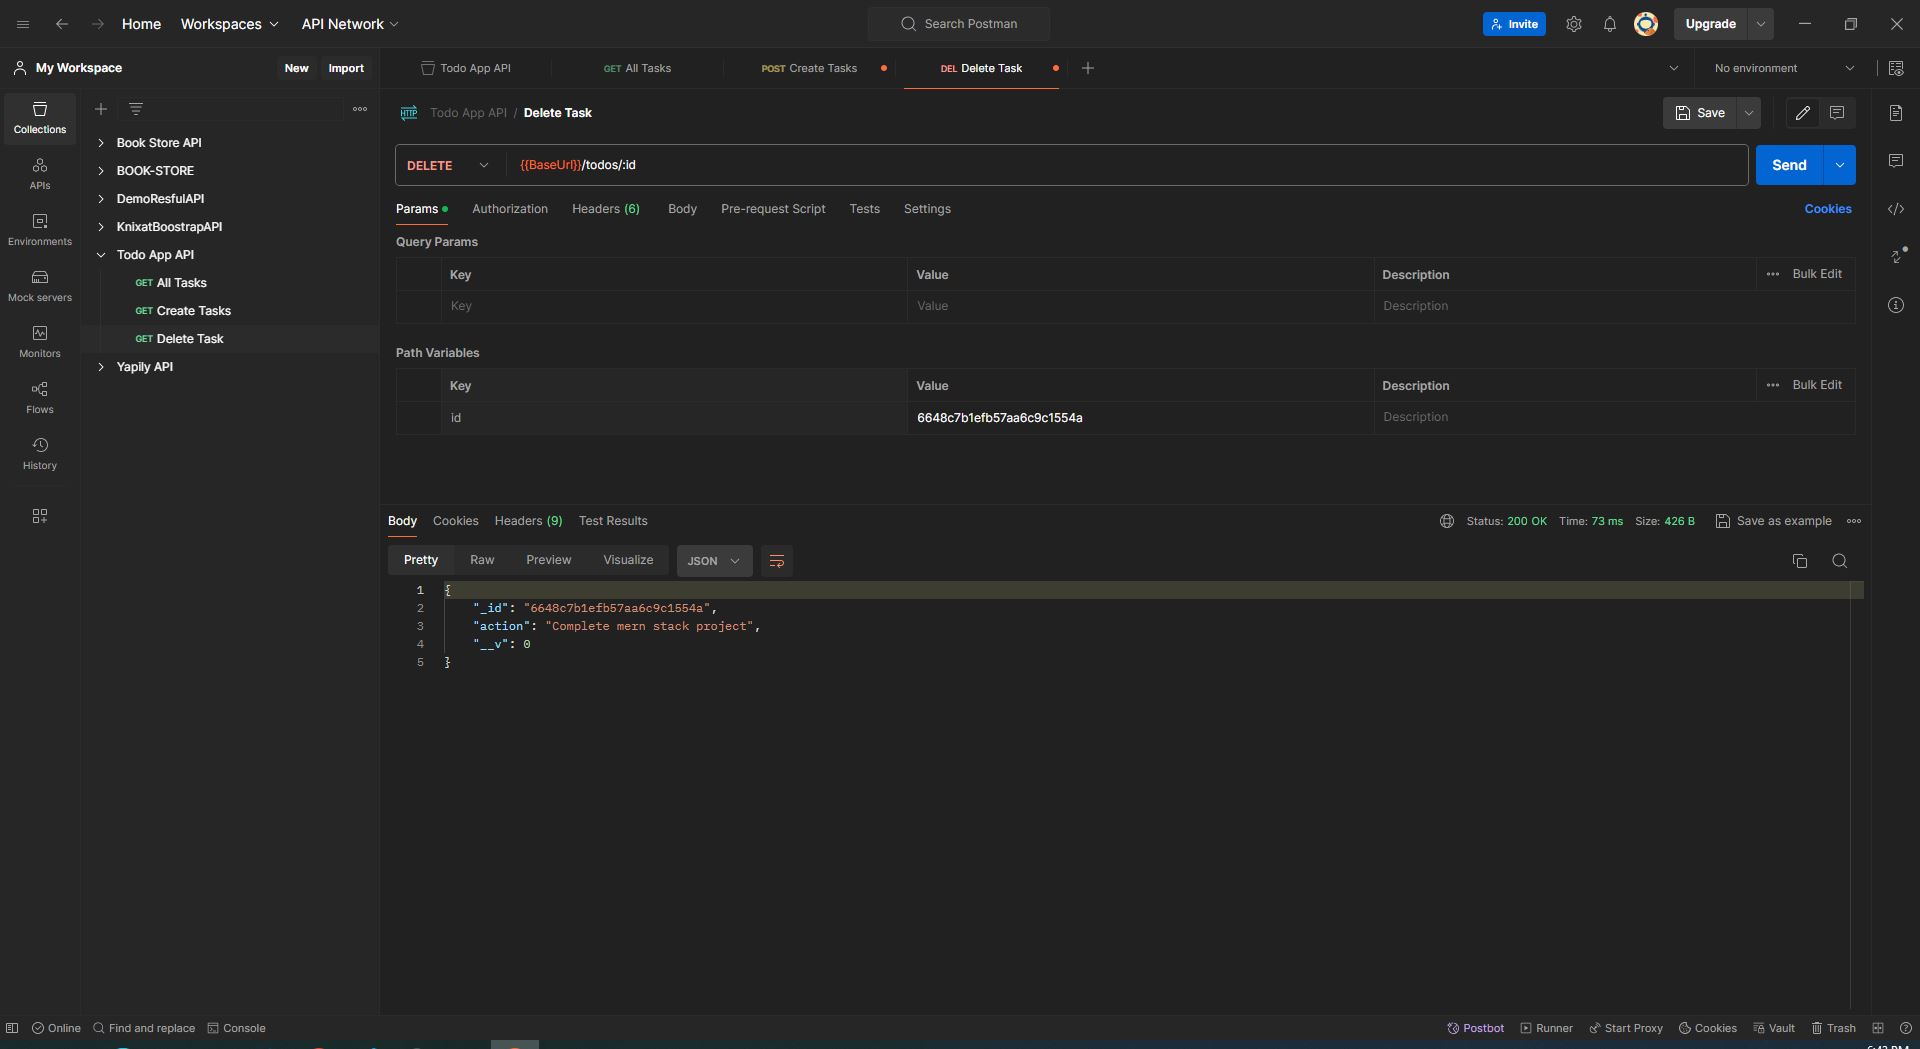 Home Workspaces API Network Search Postman Invite Upgrade
My Workspace New Import Todo App API GET All Tasks POST Create Tasks DEL Delete Task No environment
Collections
APIs
Environments
Mock servers
Monitors
Flows
History
Book Store API
BOOK-STORE
DemoResfulAPI
KnixatBoostrapAPI
Todo App API
GET All Tasks
GET Create Tasks
GET Delete Task
Yapily API
HTTP Todo App API / Delete Task Save
DELETE {{BaseUrl}}/todos/:id Send
Params Authorization Headers (6) Body Pre-request Script Tests Settings Cookies
Query Params
Key Value Description Bulk Edit
Key Value Description
Path Variables
Key Value Description Bulk Edit
id 6648c7b1efb57aa6c9c1554a Description
Body Cookies Headers (9) Test Results Status: 200 OK Time: 73 ms Size: 426 B Save as example
Pretty Raw Preview Visualize JSON
1 {
2 "_id": "6648c7b1efb57aa6c9c1554a",
3 "action": "Complete mern stack project",
4 "__v": 0
5 }
Online Find and replace Console Postbot Runner Start Proxy Cookies Vault Trash